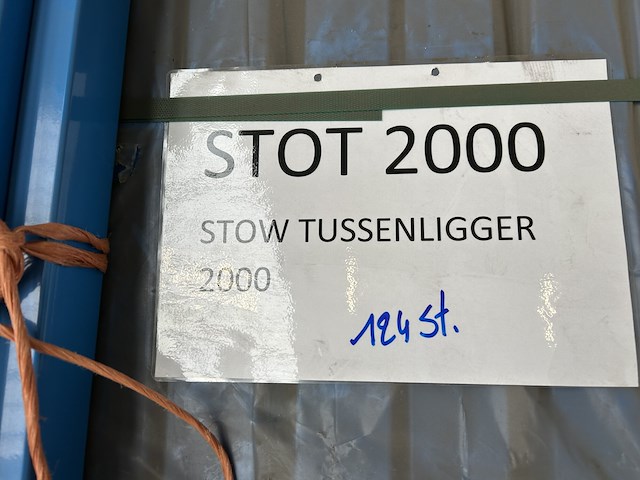 STOT 2000
STOW TUSSENLIGGER
2000
124 St.